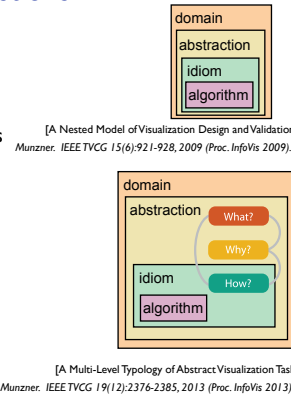 domain
abstraction
idiom
algorithm
s
[A Nested Model of Visualization Design and Validation
Munzner. IEEE TVCG 15(6):921-928, 2009 (Proc. InfoVis 2009).
domain
abstraction
What?
Why?
idiom
How?
algorithm
[A Multi-Level Typology of Abstract Visualization Tas
Munzner. IEEE TVCG 19(12):2376-2385, 2013 (Proc. InfoVis 2013)